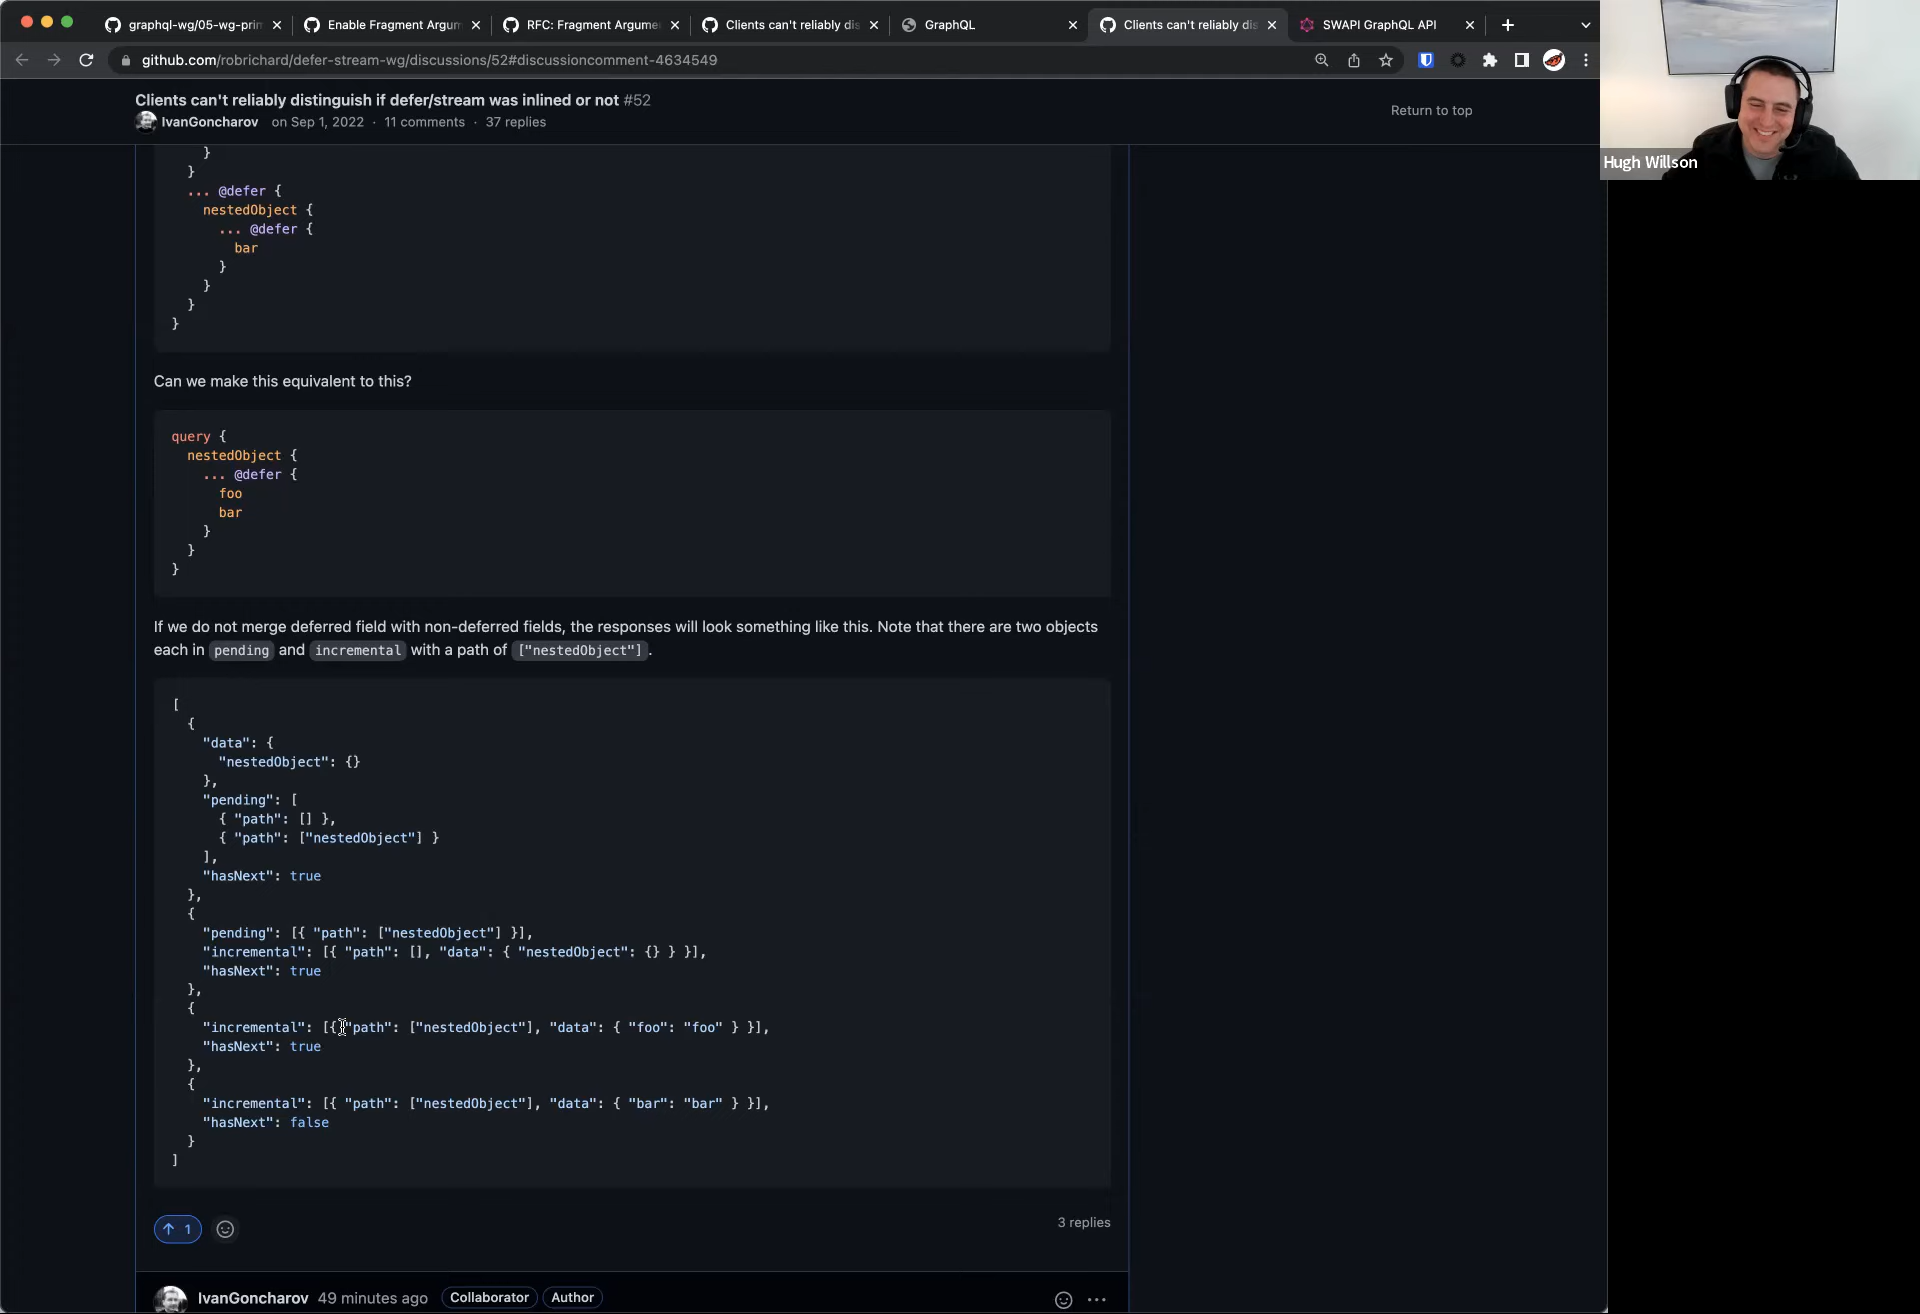 graphql-wg/05-wg-prim
Enable Fragment Argum
RFC: Fragment Argume
Clients can't reliably dis
GraphQL
Clients can't reliably dis
SWAPI GraphQL API
github.com/robrichard/defer-stream-wg/discussions/52#discussioncomment-4634549
Clients can't reliably distinguish if defer/stream was inlined or not #52
IvanGoncharov on Sep 1, 2022 · 11 comments · 37 replies
Return to top
Hugh Willson
}
}
... @defer {
nestedObject {
... @defer {
bar
}
}
}
}
Can we make this equivalent to this?
query {
nestedObject {
... @defer {
foo
bar
}
}
}
If we do not merge deferred field with non-deferred fields, the responses will look something like this. Note that there are two objects
each in pending and incremental with a path of ["nestedObject"].
[
{
"data": {
"nestedObject": {}
},
"pending": [
{ "path": [] },
{ "path": ["nestedObject"] }
],
"hasNext": true
},
{
"pending": [{ "path": ["nestedObject"] }],
"incremental": [{ "path": [], "data": { "nestedObject": {} } }],
"hasNext": true
},
{
"incremental": [{ "path": ["nestedObject"], "data": { "foo": "foo" } }],
"hasNext": true
},
{
"incremental": [{ "path": ["nestedObject"], "data": { "bar": "bar" } }],
"hasNext": false
}
]
1
3 replies
IvanGoncharov 49 minutes ago Collaborator Author